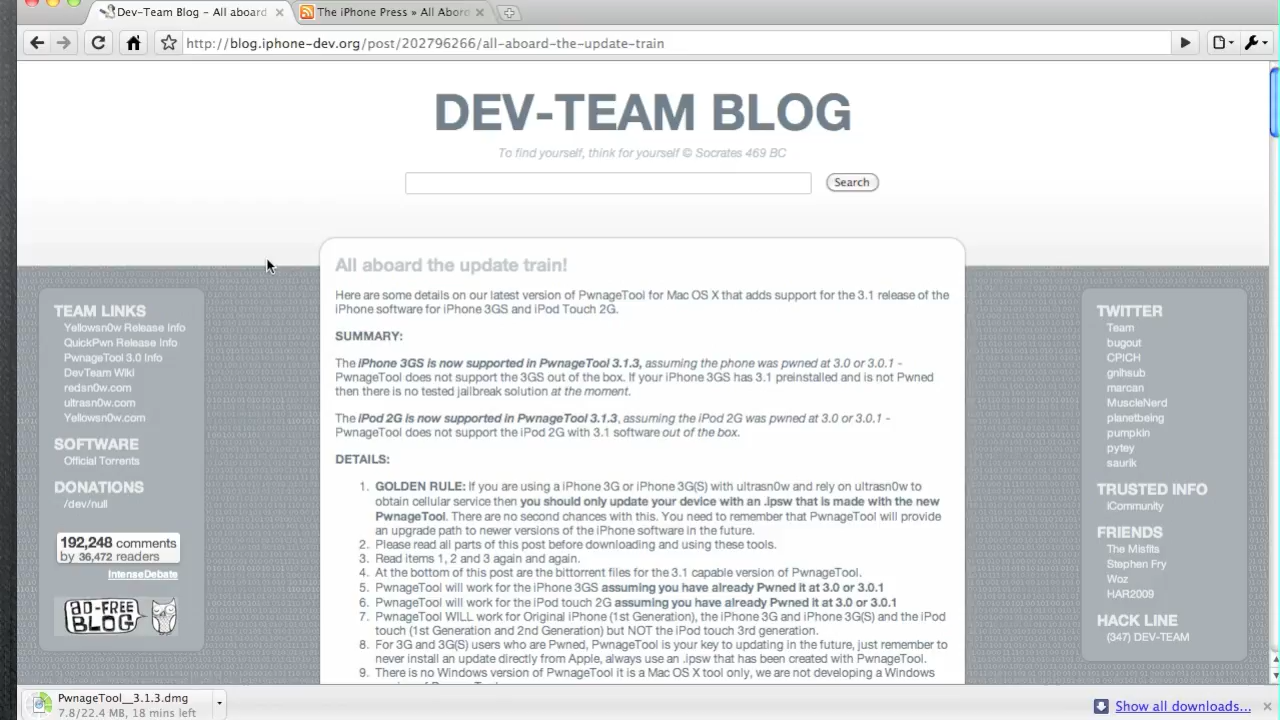 Dev-Team Blog – All aboard
The iPhone Press » All Abor
http://blog.iphone-dev.org/post/202796266/all-aboard-the-update-train
DEV-TEAM BLOG
To find yourself, think for yourself © Socrates 469 BC
Search
TEAM LINKS
Yellowsn0w Release Info
QuickPwn Release Info
PwnageTool 3.0 Info
DevTeam Wiki
redsn0w.com
ultrasn0w.com
Yellowsn0w.com
SOFTWARE
Official Torrents
DONATIONS
/dev/null
192,248 comments
by 36,472 readers
IntenseDebate
AD-FREE
BLOG
All aboard the update train!
Here are some details on our latest version of PwnageTool for Mac OS X that adds support for the 3.1 release of the
iPhone software for iPhone 3GS and iPod Touch 2G.
SUMMARY:
The iPhone 3GS is now supported in PwnageTool 3.1.3, assuming the phone was pwned at 3.0 or 3.0.1 -
PwnageTool does not support the 3GS out of the box. If your iPhone 3GS has 3.1 preinstalled and is not Pwned
then there is no tested jailbreak solution at the moment.
The iPod 2G is now supported in PwnageTool 3.1.3, assuming the iPod 2G was pwned at 3.0 or 3.0.1 -
PwnageTool does not support the iPod 2G with 3.1 software out of the box.
DETAILS:
1. GOLDEN RULE: If you are using a iPhone 3G or iPhone 3G(S) with ultrasn0w and rely on ultrasn0w to
obtain cellular service then you should only update your device with an .ipsw that is made with the new
PwnageTool. There are no second chances with this. You need to remember that PwnageTool will provide
an upgrade path to newer versions of the iPhone software in the future.
2. Please read all parts of this post before downloading and using these tools.
3. Read items 1, 2 and 3 again and again.
4. At the bottom of this post are the bittorrent files for the 3.1 capable version of PwnageTool.
5. PwnageTool will work for the iPhone 3GS assuming you have already Pwned it at 3.0 or 3.0.1
6. PwnageTool will work for the iPod touch 2G assuming you have already Pwned it at 3.0 or 3.0.1
7. PwnageTool WILL work for Original iPhone (1st Generation), the iPhone 3G and iPhone 3G(S) and the iPod
touch (1st Generation and 2nd Generation) but NOT the iPod touch 3rd generation.
8. For 3G and 3G(S) users who are Pwned, PwnageTool is your key to updating in the future, just remember to
never install an update directly from Apple, always use an .ipsw that has been created with PwnageTool.
9. There is no Windows version of PwnageTool it is a Mac OS X tool only, we are not developing a Windows
TWITTER
Team
bugout
CPICH
gnlhsub
marcan
MuscleNerd
planetbeing
pumpkin
pytey
saurik
TRUSTED INFO
iCommunity
FRIENDS
The Misfits
Stephen Fry
Woz
HAR2009
HACK LINE
(347) DEV-TEAM
PwnageTool__3.1.3.dmg
7.8/22.4 MB, 18 mins left
Show all downloads...